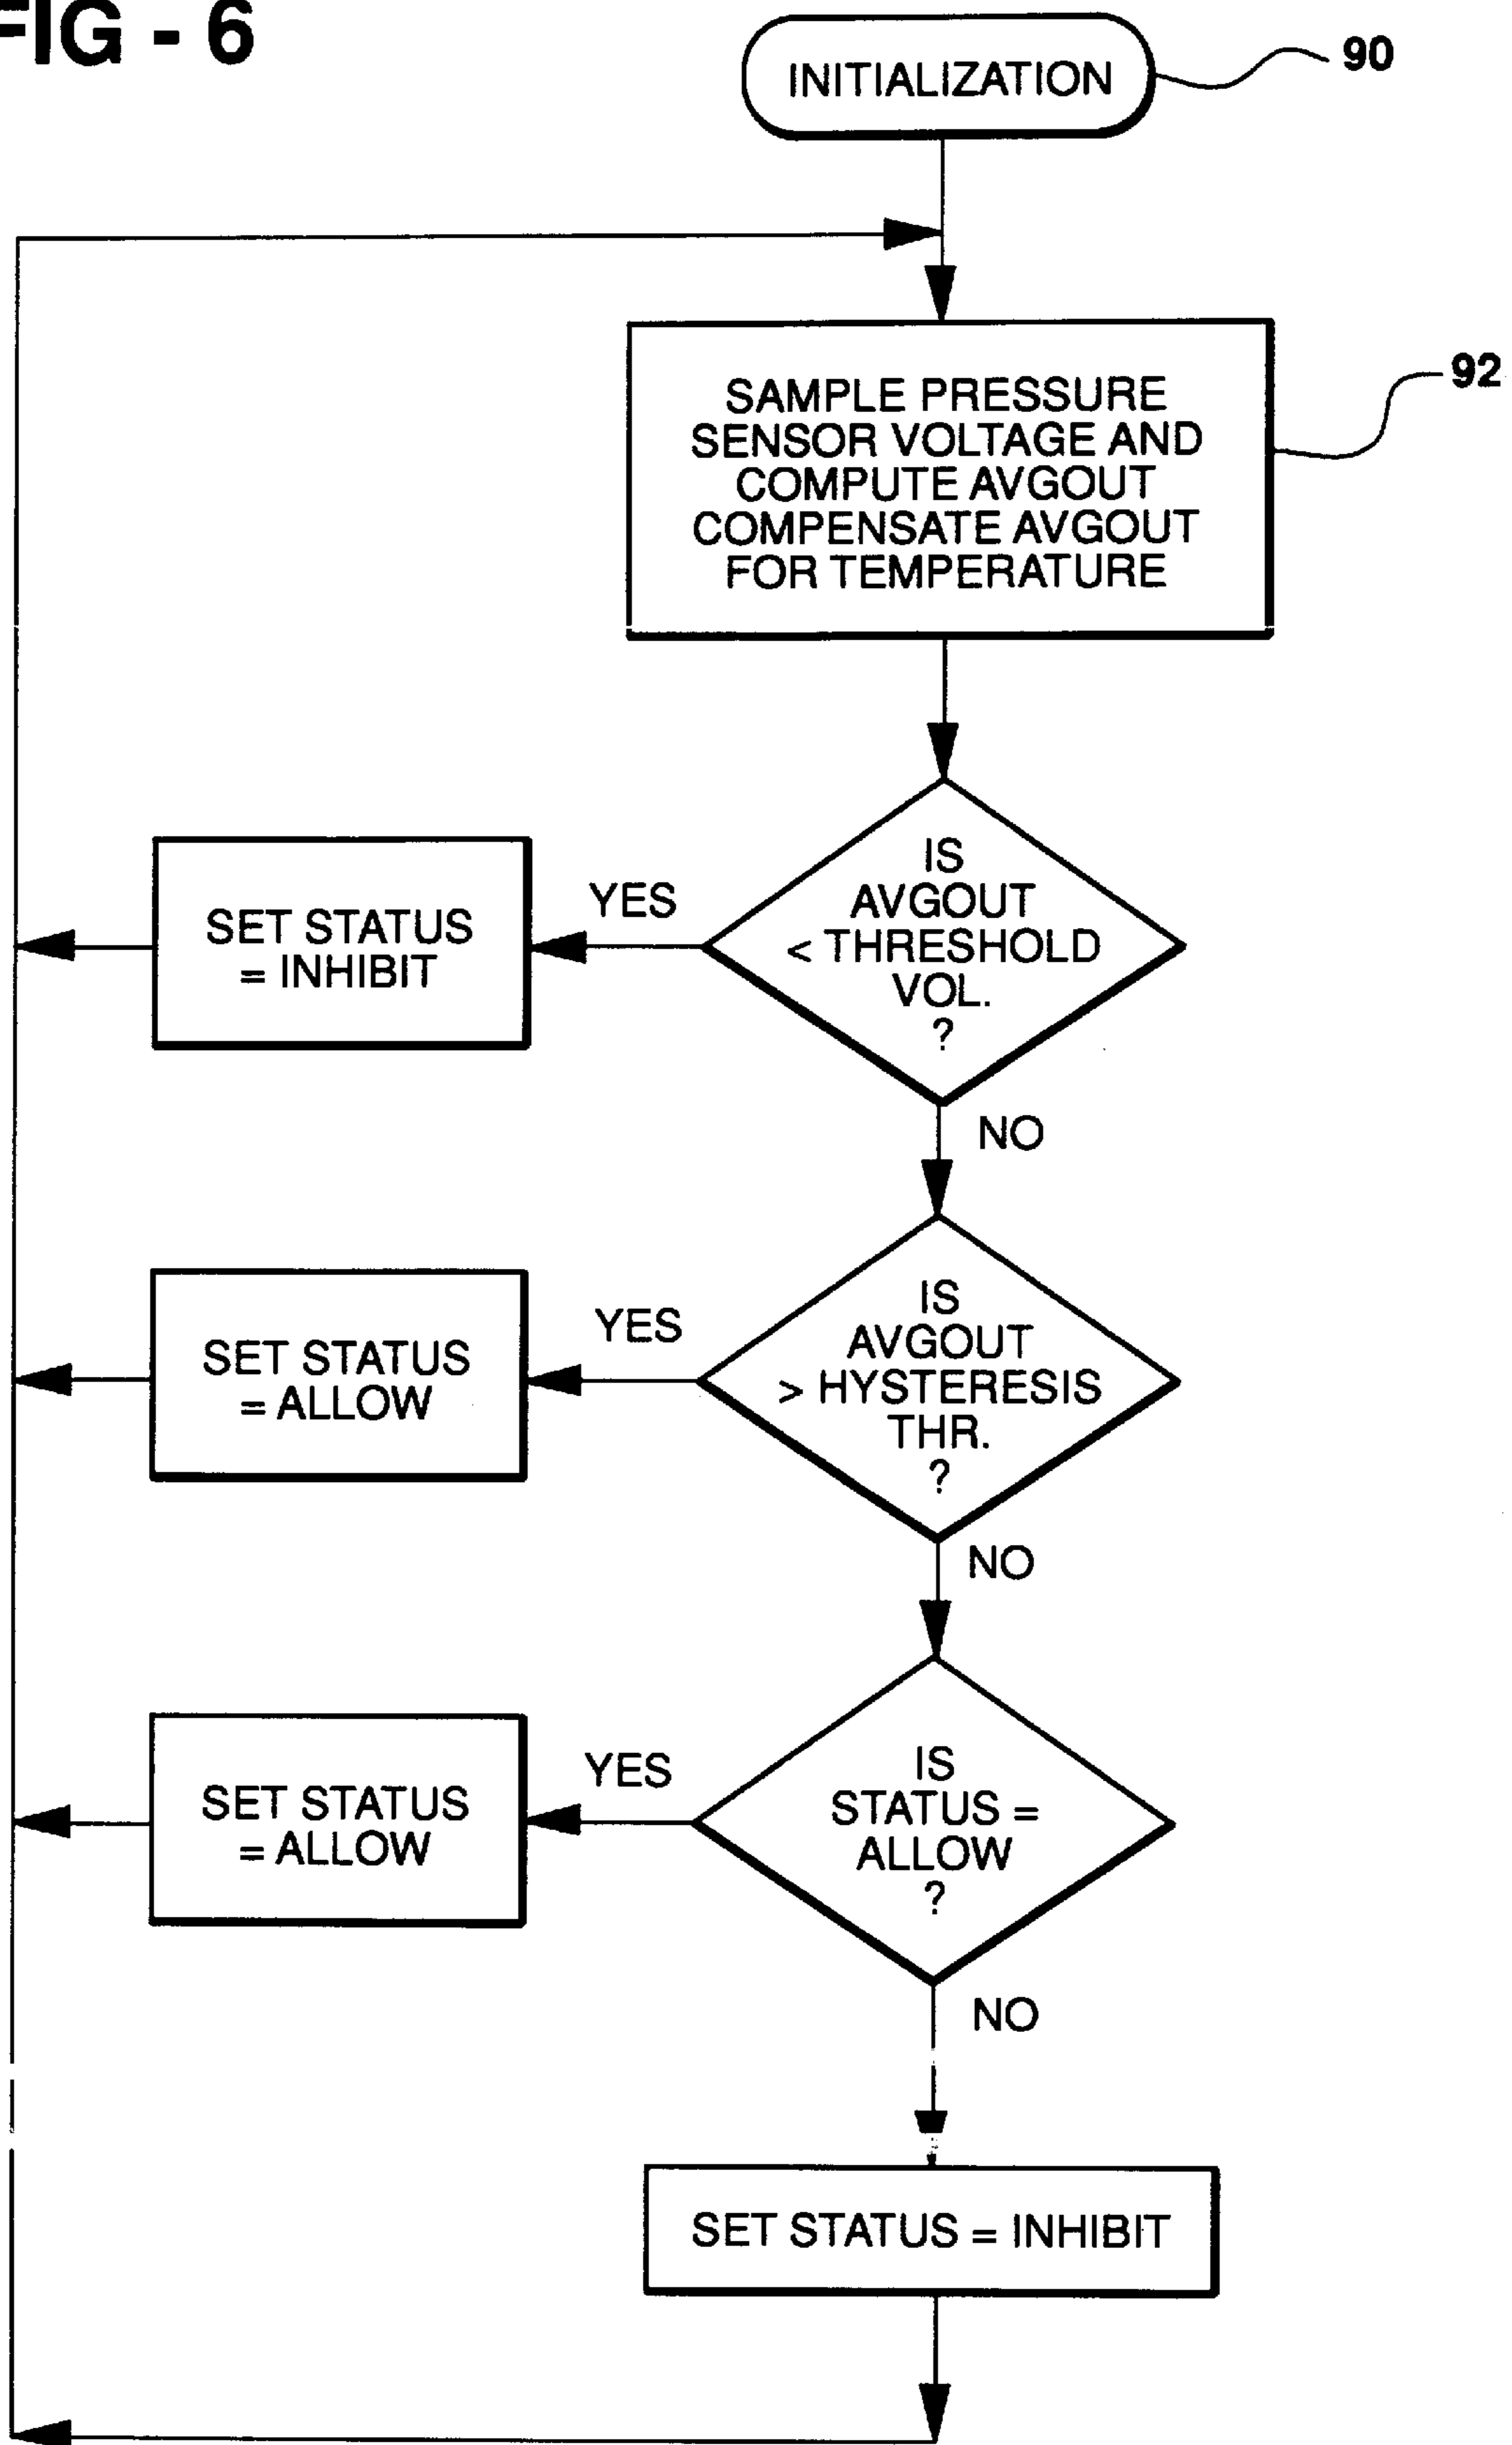 FIG - 6
INITIALIZATION
90
SAMPLE PRESSURE
SENSOR VOLTAGE AND
COMPUTE AVGOUT
COMPENSATE AVGOUT
FOR TEMPERATURE
92
IS
AVGOUT
< THRESHOLD
VOL.
?
YES
SET STATUS
= INHIBIT
NO
IS
AVGOUT
> HYSTERESIS
THR.
?
YES
SET STATUS
= ALLOW
NO
IS
STATUS =
ALLOW
?
YES
SET STATUS
= ALLOW
NO
SET STATUS = INHIBIT